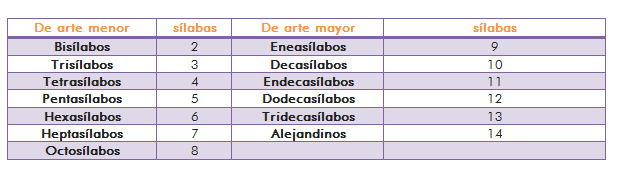 De arte menor sílabas De arte mayor sílabas
Bisílabos 2 Eneasílabos 9
Trisílabos 3 Decasílabos 10
Tetrasílabos 4 Endecasílabos 11
Pentasílabos 5 Dodecasílabos 12
Hexasílabos 6 Tridecasílabos 13
Heptasílabos 7 Alejandinos 14
Octosílabos 8